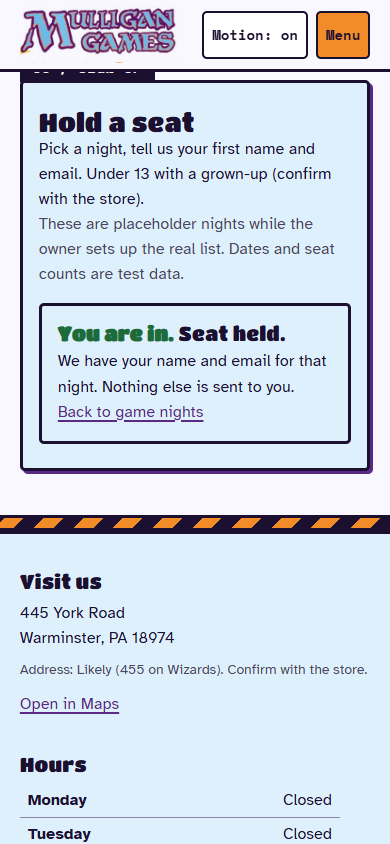 MULLIGAN
GAMES
Motion: on
Menu
Hold a seat
Pick a night, tell us your first name and
email. Under 13 with a grown-up (confirm
with the store).
These are placeholder nights while the
owner sets up the real list. Dates and seat
counts are test data.
You are in. Seat held.
We have your name and email for that
night. Nothing else is sent to you.
Back to game nights
Visit us
445 York Road
Warminster, PA 18974
Address: Likely (455 on Wizards). Confirm with the store.
Open in Maps
Hours
Monday Closed
Tuesday Closed